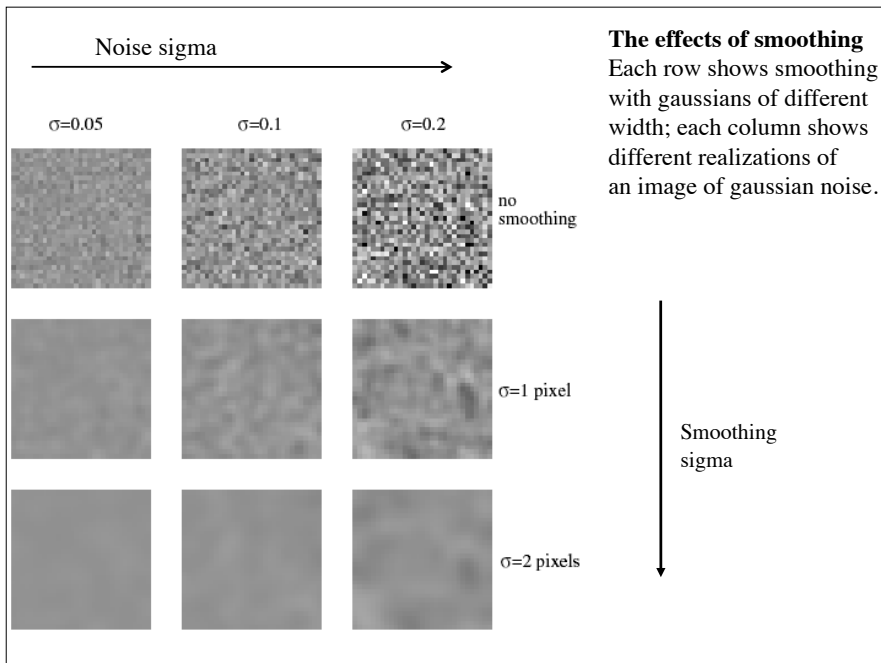 Noise sigma
The effects of smoothing
Each row shows smoothing
with gaussians of different
width; each column shows
different realizations of
an image of gaussian noise.
σ=0.05
σ=0.1
σ=0.2
no
smoothing
σ=1 pixel
Smoothing
sigma
σ=2 pixels